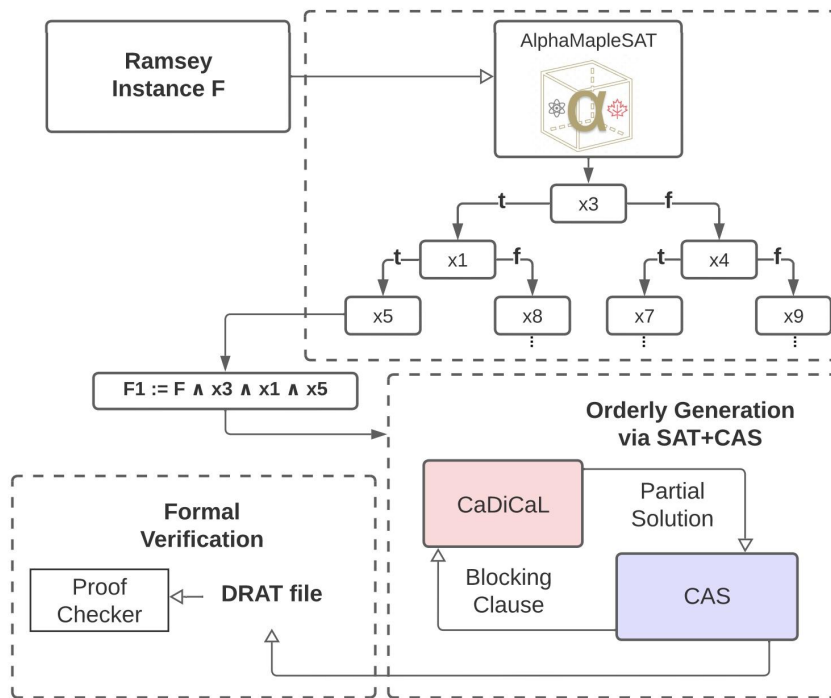 Ramsey
Instance F
AlphaMapleSAT
α
x3
t
f
x1
x4
t
f
t
f
x5
x8
x7
x9
F1 := F ∧ x3 ∧ x1 ∧ x5
Orderly Generation
via SAT+CAS
CaDiCaL
Partial
Solution
Blocking
Clause
CAS
Formal
Verification
Proof
Checker
DRAT file